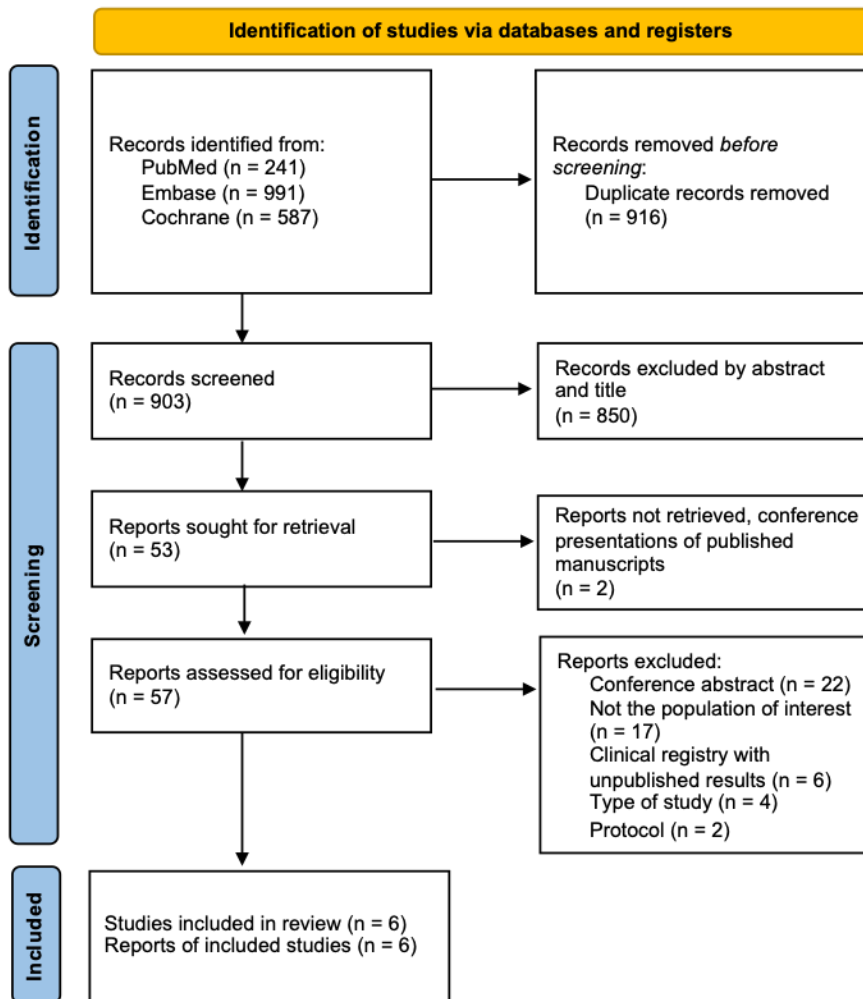 Identification of studies via databases and registers
Identification
Records identified from:
PubMed (n = 241)
Embase (n = 991)
Cochrane (n = 587)
Records removed before
screening:
Duplicate records removed
(n = 916)
Screening
Records screened
(n = 903)
Records excluded by abstract
and title
(n = 850)
Reports sought for retrieval
(n = 53)
Reports not retrieved, conference
presentations of published
manuscripts
(n = 2)
Reports assessed for eligibility
(n = 57)
Reports excluded:
Conference abstract (n = 22)
Not the population of interest
(n = 17)
Clinical registry with
unpublished results (n = 6)
Type of study (n = 4)
Protocol (n = 2)
Included
Studies included in review (n = 6)
Reports of included studies (n = 6)